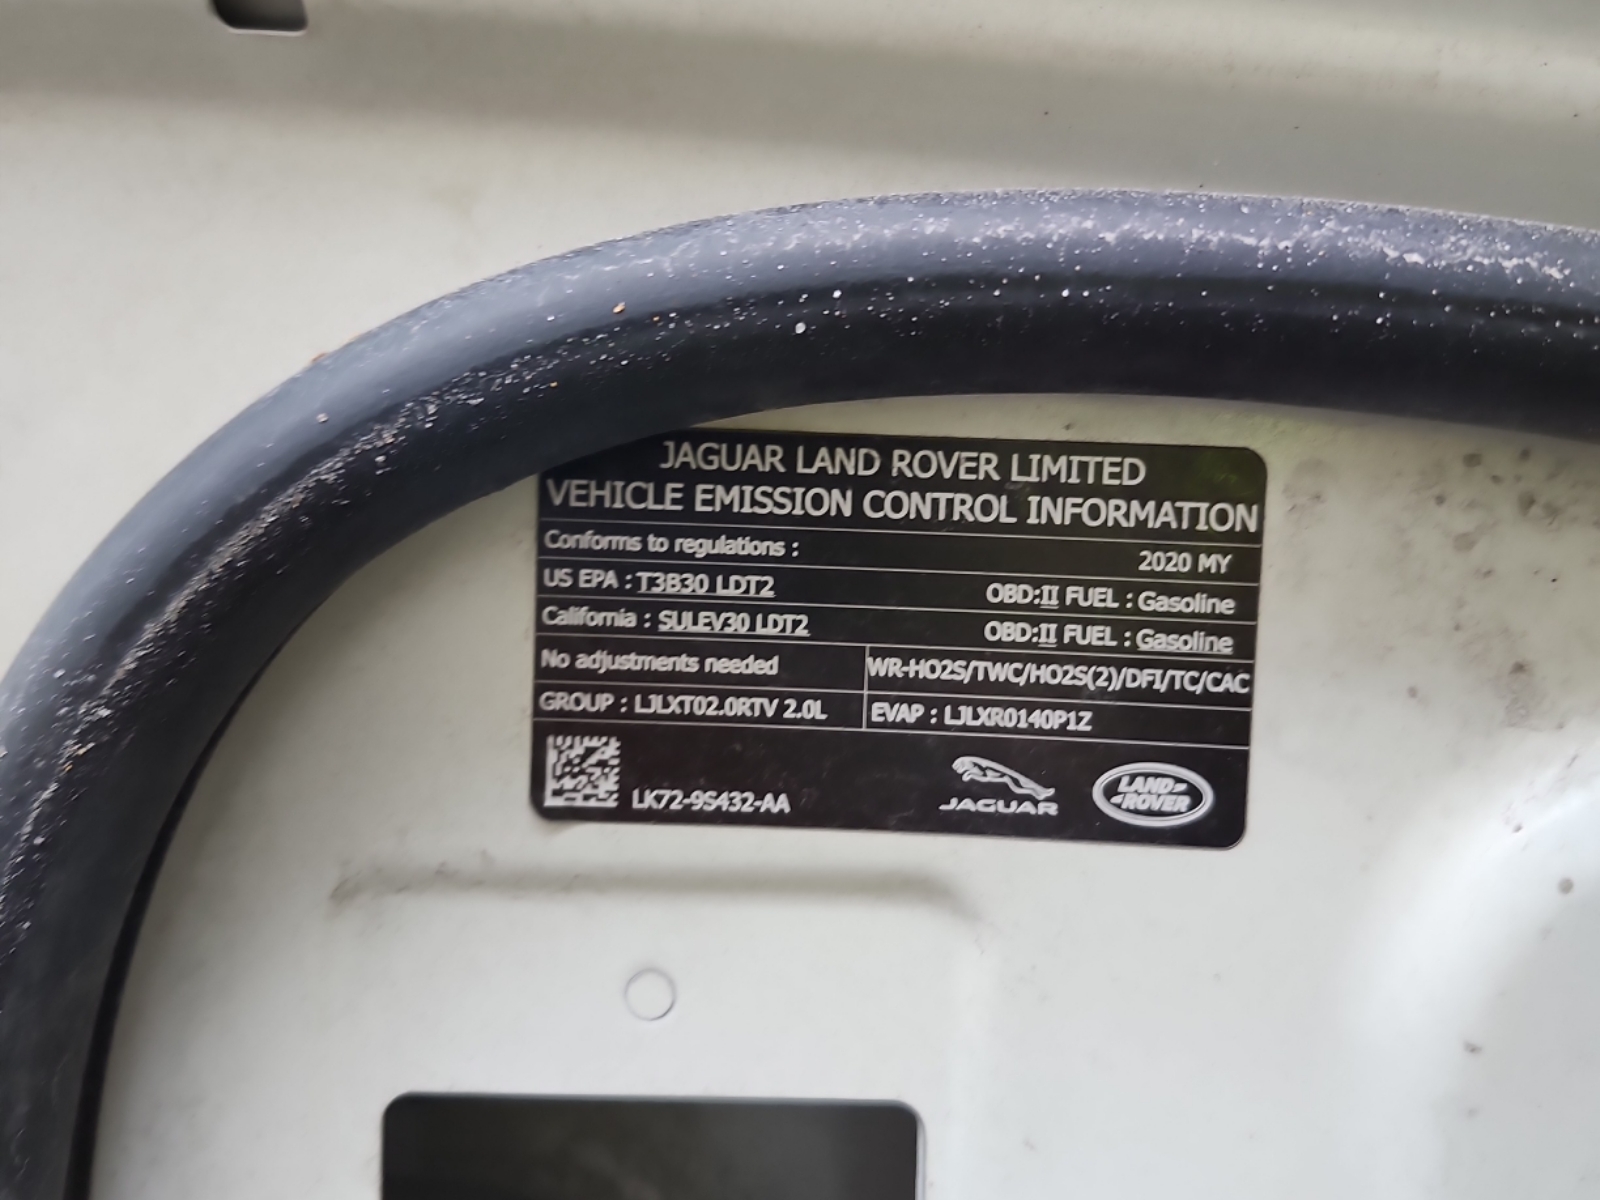 JAGUAR LAND ROVER LIMITED
VEHICLE EMISSION CONTROL INFORMATION
Conforms to regulations : 2020 MY
US EPA : T3B30 LDT2 OBD:II FUEL : Gasoline
California : SULEV30 LDT2 OBD:II FUEL : Gasoline
No adjustments needed WR-HO2S/TWC/HO2S(2)/DFI/TC/CAC
GROUP : LJLXT02.0RTV 2.0L EVAP : LJLXR0140P1Z
LK72-9S432-AA
JAGUAR
LAND
ROVER